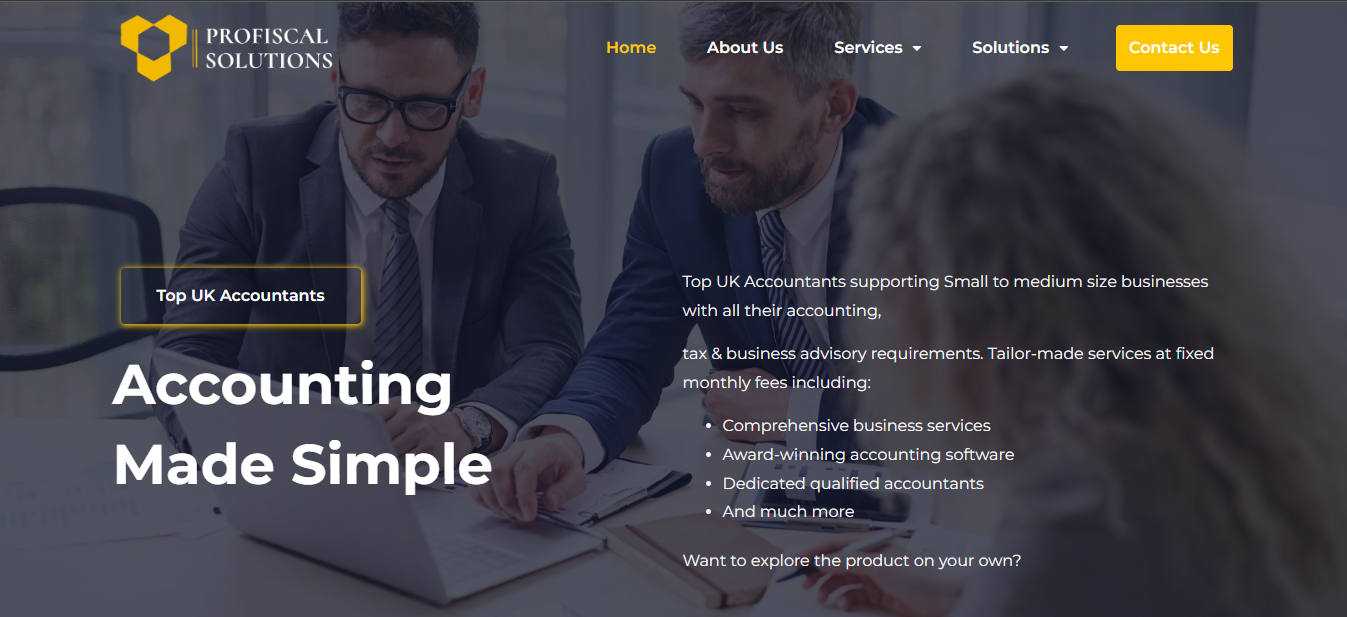 PROFISCAL
SOLUTIONS
Home
About Us
Services
Solutions
Contact Us
Top UK Accountants
Accounting
Made Simple
Top UK Accountants supporting Small to medium size businesses
with all their accounting,
tax & business advisory requirements. Tailor-made services at fixed
monthly fees including:
• Comprehensive business services
• Award-winning accounting software
• Dedicated qualified accountants
• And much more
Want to explore the product on your own?